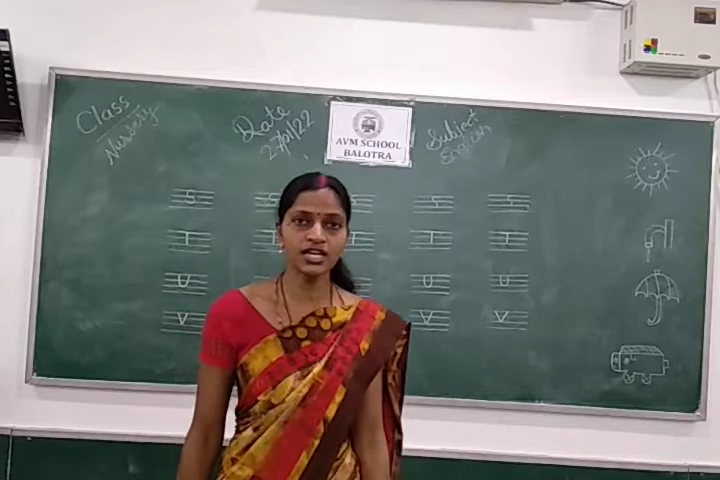 Class
Nursery
Date
27/01/22
AVM SCHOOL
BALOTRA
Subject
English
S S S S S
I I I I
U U U
V V V